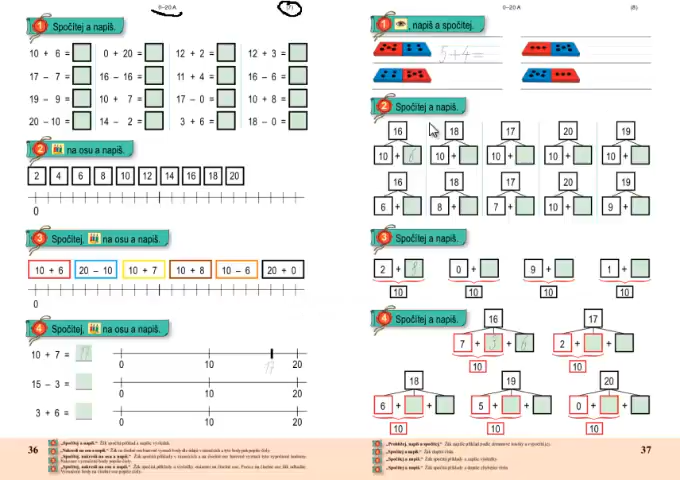 0–20 A (7)
1 Spočítej a napiš.
10 + 6 = 0 + 20 = 12 + 2 = 12 + 3 =
17 – 7 = 16 – 16 = 11 + 4 = 16 – 6 =
19 – 9 = 10 + 7 = 17 – 0 = 10 + 8 =
20 – 10 = 14 – 2 = 3 + 6 = 18 – 0 =
2 na osu a napiš.
2 4 6 8 10 12 14 16 18 20
0
3 Spočítej, na osu a napiš.
10 + 6 20 – 10 10 + 7 10 + 8 10 – 6 20 + 0
0
4 Spočítej, na osu a napiš.
10 + 7 = 17 0 10 20
17
15 – 3 = 0 10 20
3 + 6 = 0 10 20
36
0–20 A (8)
1 , napiš a spočítej.
5+4=
2 Spočítej a napiš.
16 18 17 20 19
10 + 6 10 + 10 + 10 + 10 +
16 18 17 20 19
6 + 8 + 7 + 10 + 9 +
3 Spočítej a napiš.
2 + 8 0 + 9 + 1 +
10 10 10 10
4 Spočítej a napiš.
16 17
7 + 3 + 6 2 + +
10 10
18 19 20
6 + + 5 + + 0 + +
10 10 10
37